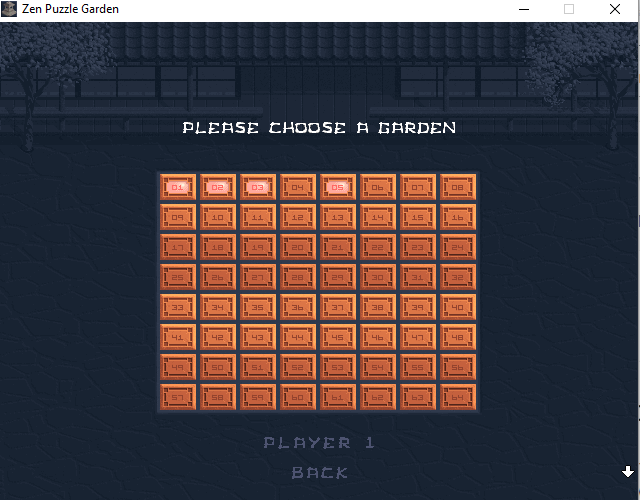 Zen Puzzle Garden
PLEASE CHOOSE A GARDEN
01 02 03 04 05 06 07 08
09 10 11 12 13 14 15 16
17 18 19 20 21 22 23 24
25 26 27 28 29 30 31 32
33 34 35 36 37 38 39 40
41 42 43 44 45 46 47 48
49 50 51 52 53 54 55 56
57 58 59 60 61 62 63 64
PLAYER 1
BACK